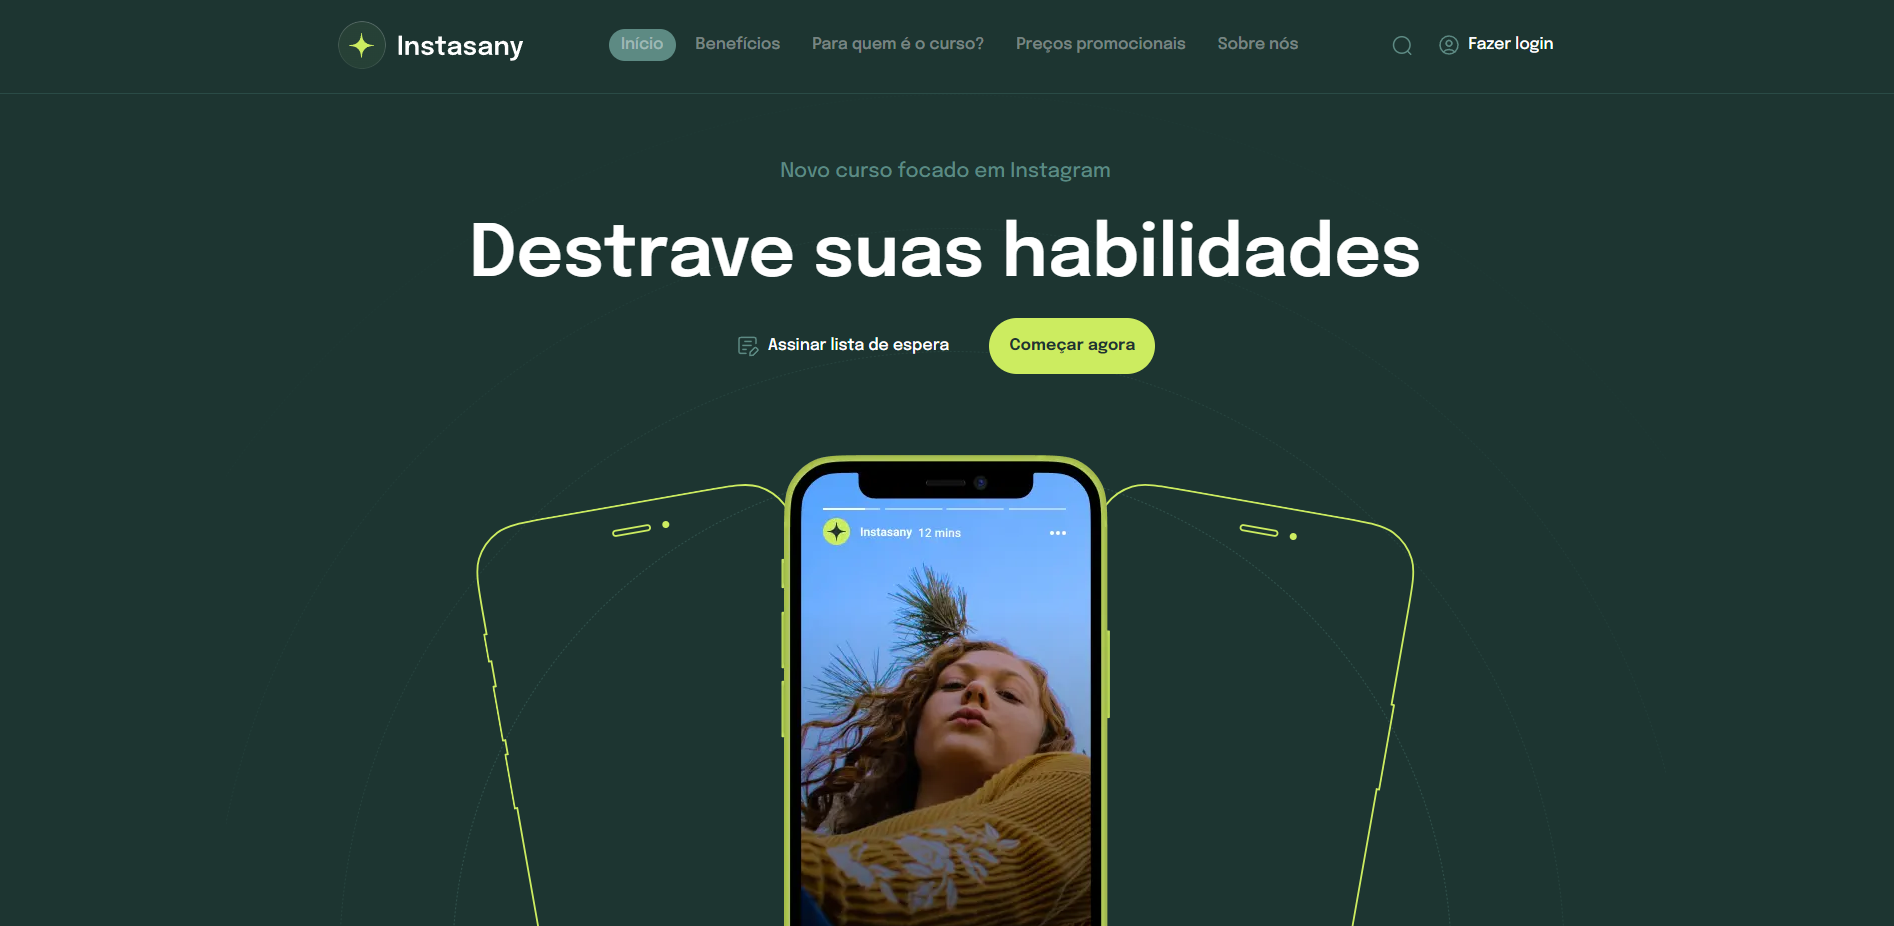 Instasany
Início
Benefícios
Para quem é o curso?
Preços promocionais
Sobre nós
Fazer login
Novo curso focado em Instagram
Destrave suas habilidades
Assinar lista de espera
Começar agora
Instasany 12 mins